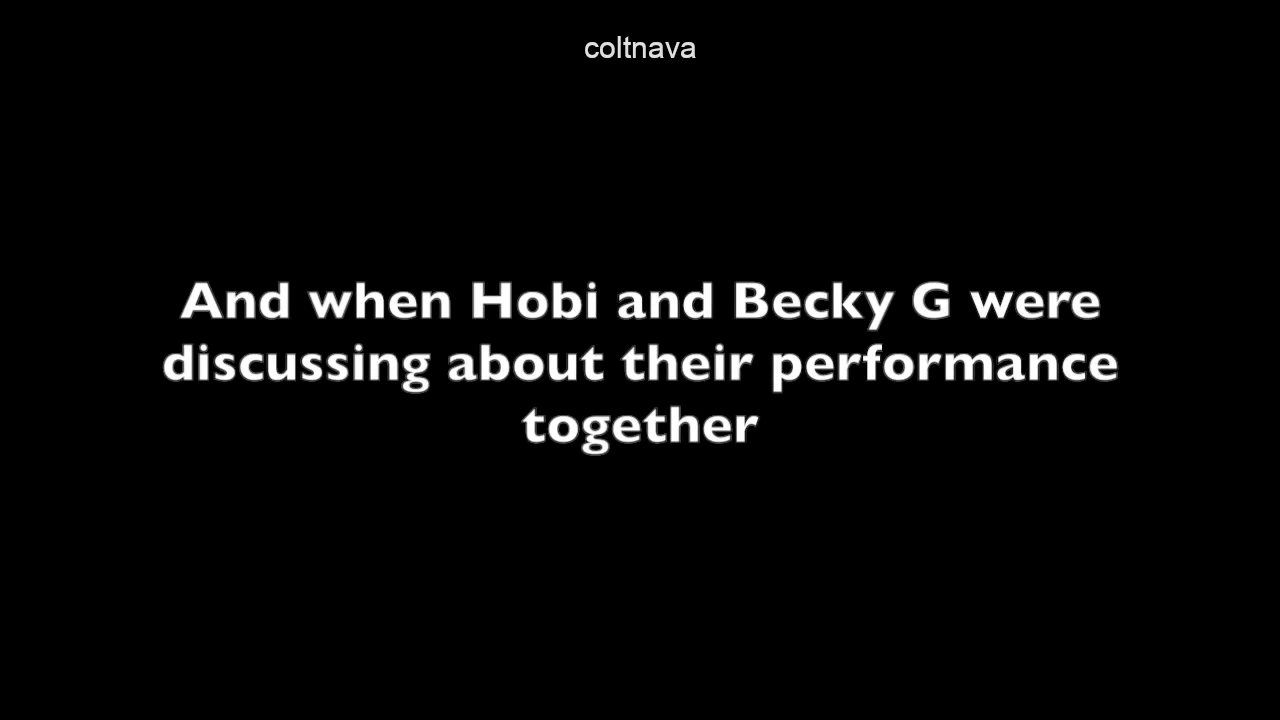 coltnava
And when Hobi and Becky G were
discussing about their performance
together